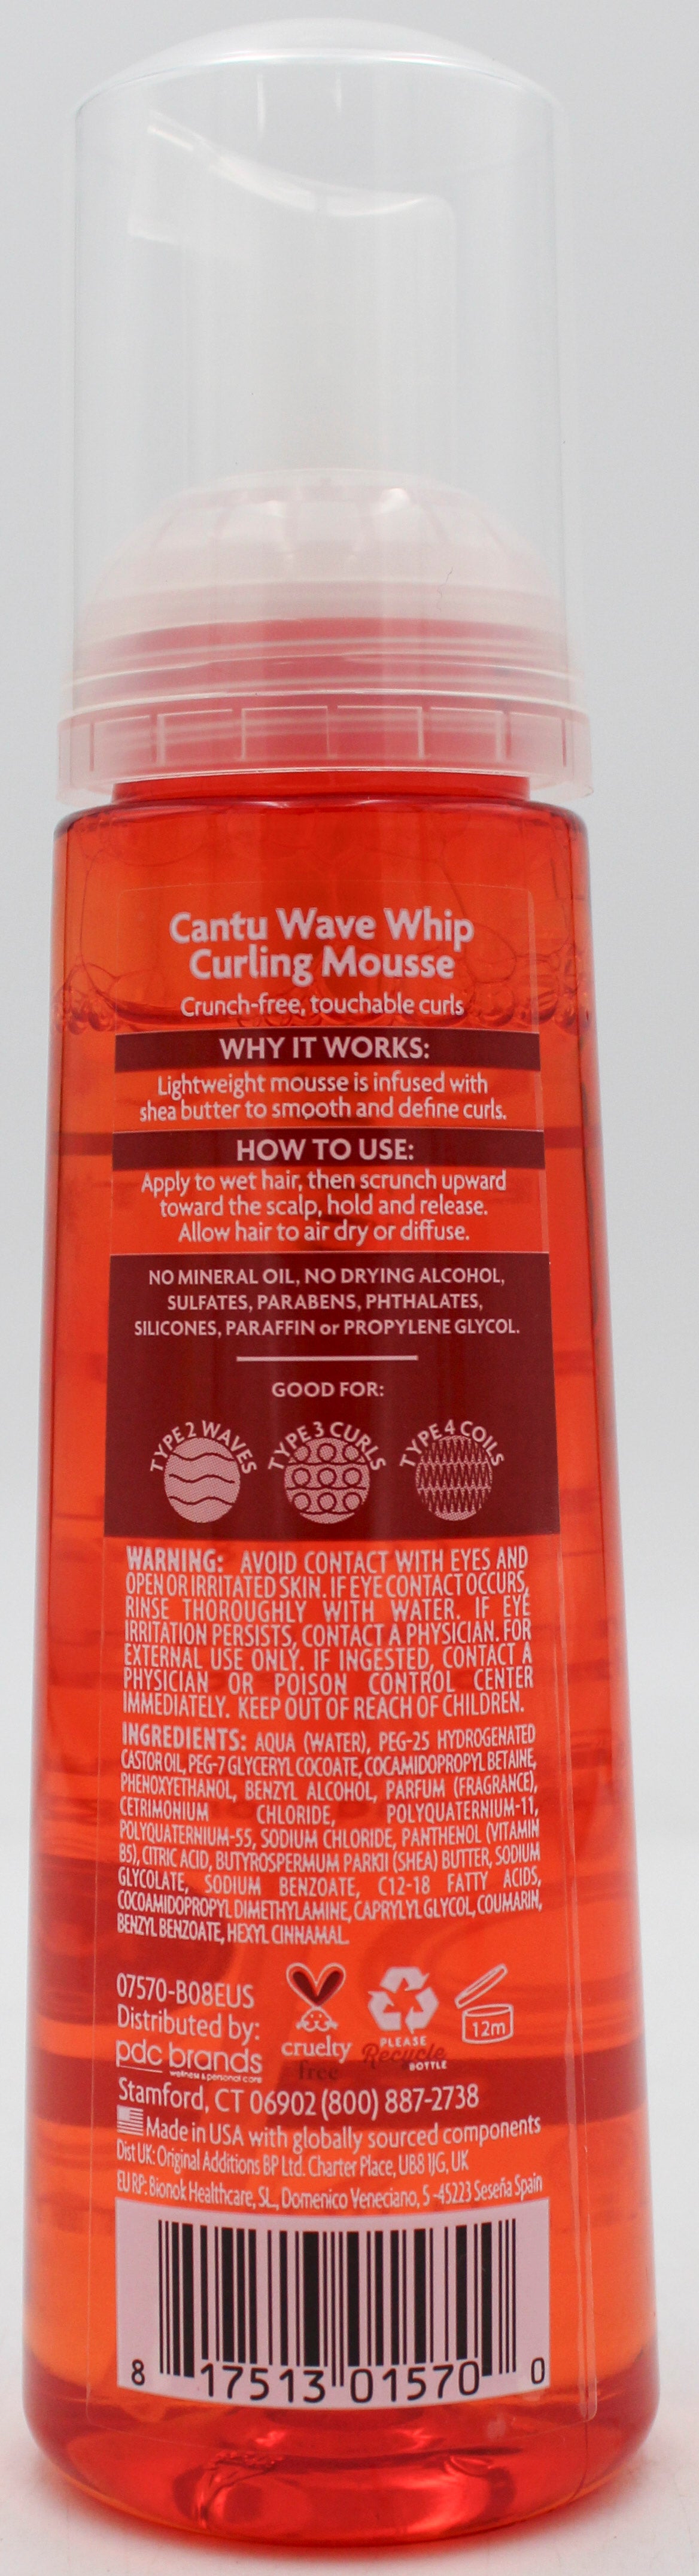 Cantu Wave Whip
Curling Mousse
Crunch-free, touchable curls
WHY IT WORKS:
Lightweight mousse is infused with
shea butter to smooth and define curls.
HOW TO USE:
Apply to wet hair, then scrunch upward
toward the scalp, hold and release.
Allow hair to air dry or diffuse.
NO MINERAL OIL, NO DRYING ALCOHOL,
SULFATES, PARABENS, PHTHALATES,
SILICONES, PARAFFIN or PROPYLENE GLYCOL.
GOOD FOR:
TYPE 2 WAVES TYPE 3 CURLS TYPE 4 COILS
WARNING: AVOID CONTACT WITH EYES AND
OPEN OR IRRITATED SKIN. IF EYE CONTACT OCCURS,
RINSE THOROUGHLY WITH WATER. IF EYE
IRRITATION PERSISTS, CONTACT A PHYSICIAN. FOR
EXTERNAL USE ONLY. IF INGESTED, CONTACT A
PHYSICIAN OR POISON CONTROL CENTER
IMMEDIATELY. KEEP OUT OF REACH OF CHILDREN.
INGREDIENTS: AQUA (WATER), PEG-25 HYDROGENATED
CASTOR OIL, PEG-7 GLYCERYL COCOATE, COCAMIDOPROPYL BETAINE,
PHENOXYETHANOL, BENZYL ALCOHOL, PARFUM (FRAGRANCE),
CETRIMONIUM CHLORIDE, POLYQUATERNIUM-11,
POLYQUATERNIUM-55, SODIUM CHLORIDE, PANTHENOL (VITAMIN
B5), CITRIC ACID, BUTYROSPERMUM PARKII (SHEA) BUTTER, SODIUM
GLYCOLATE, SODIUM BENZOATE, C12-18 FATTY ACIDS,
COCOAMIDOPROPYL DIMETHYLAMINE, CAPRYLYL GLYCOL, COUMARIN,
BENZYL BENZOATE, HEXYL CINNAMAL.
07570-B08EUS
Distributed by:
pdc brands
wellness & personal care
cruelty
free
PLEASE
Recycle
BOTTLE
12m
Stamford, CT 06902 (800) 887-2738
Made in USA with globally sourced components
Dist UK: Original Additions BP Ltd. Charter Place, UB8 1JG, UK
EU RP: Bionok Healthcare, SL., Domenico Veneciano, 5 -45223 Seseña Spain
8 17513 01570 0